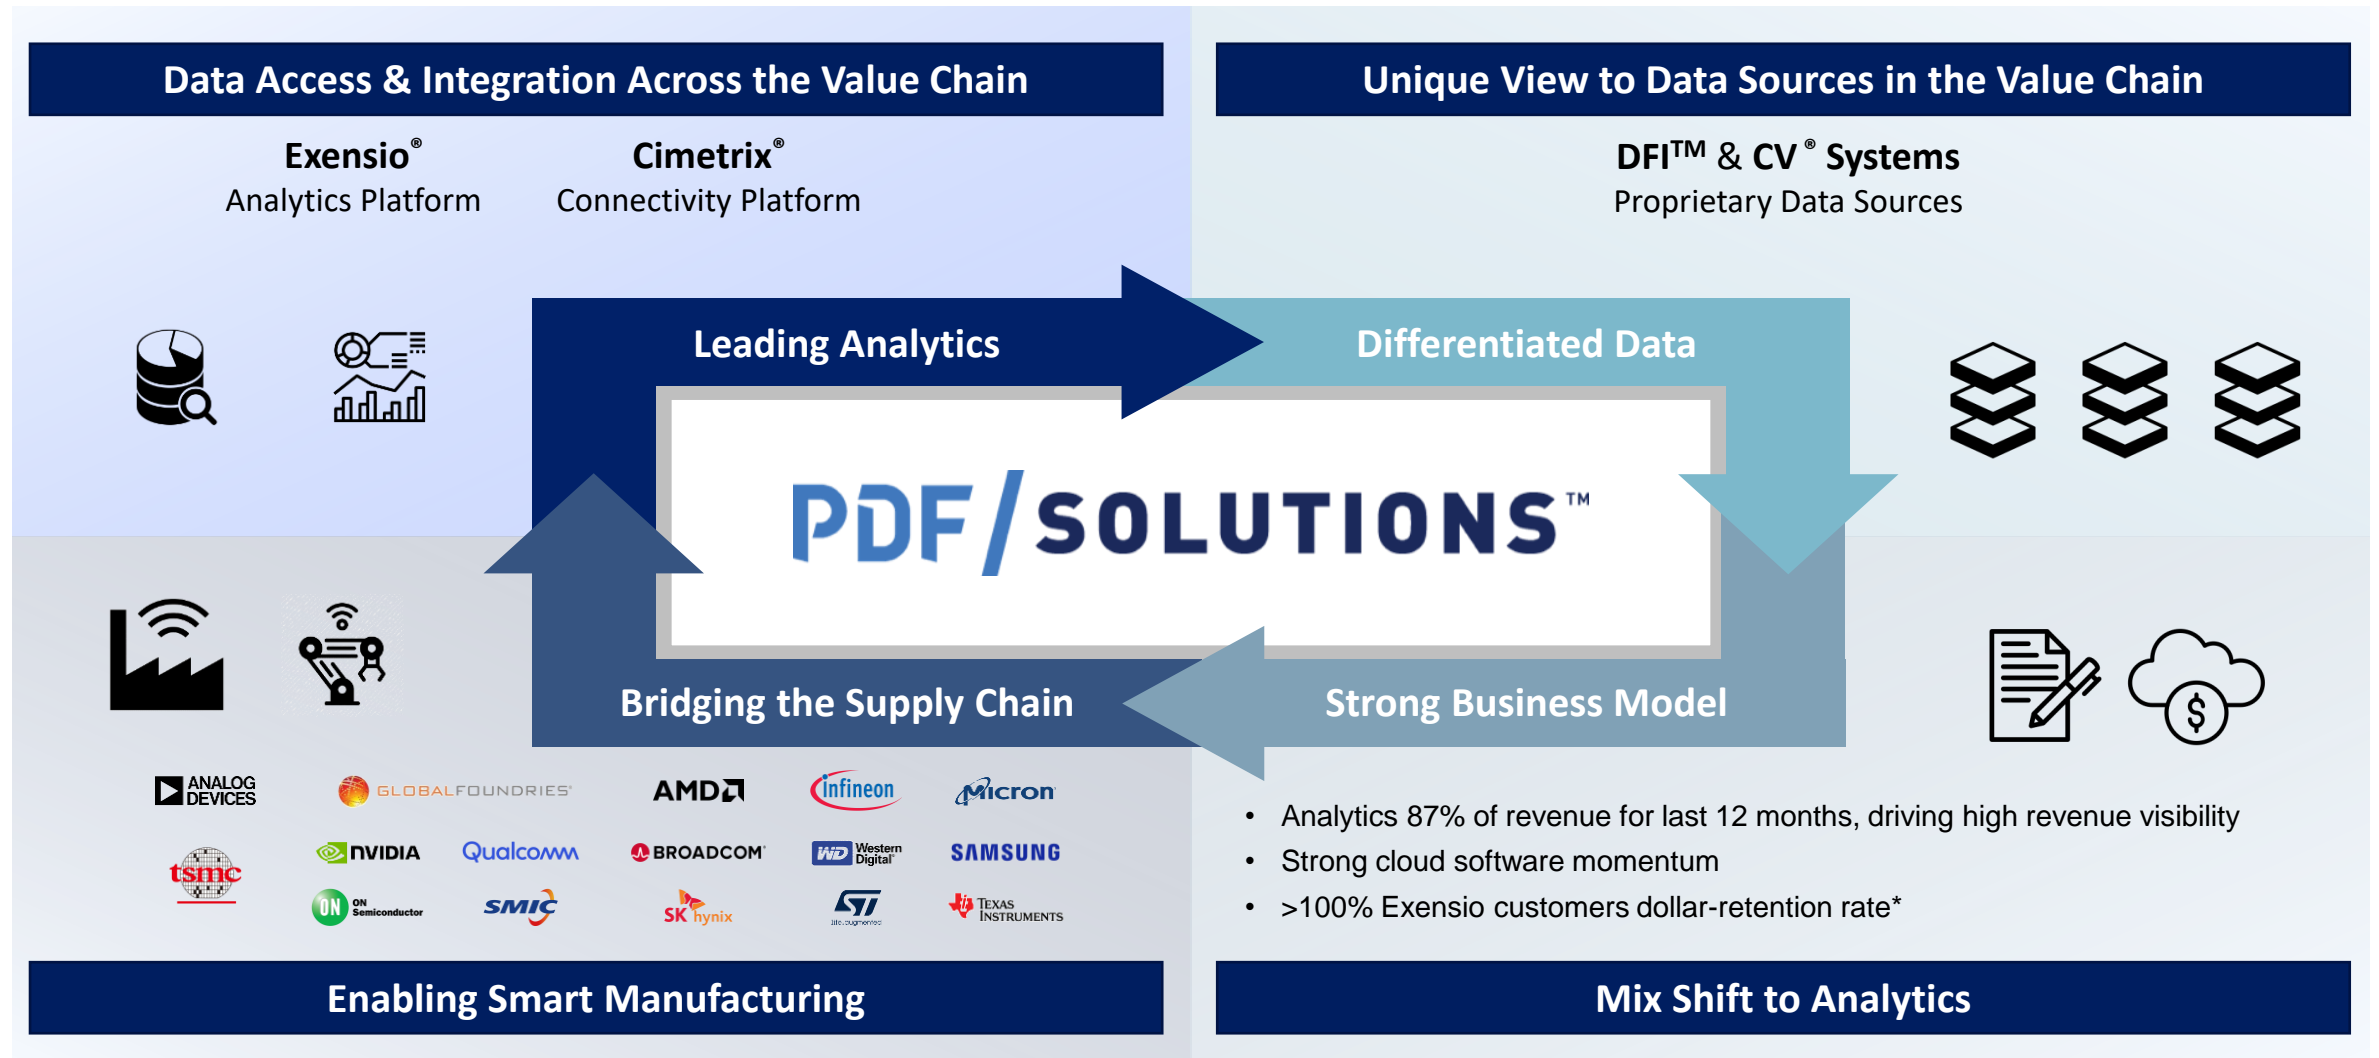 Data Access & Integration Across the Value Chain
Unique View to Data Sources in the Value Chain
Exensio®
Cimetrix®
Analytics Platform
Connectivity Platform
DFI™ & CV® Systems
Proprietary Data Sources
Leading Analytics
Differentiated Data
PDF/SOLUTIONS™
Bridging the Supply Chain
Strong Business Model
$
ANALOG
DEVICES
GLOBALFOUNDRIES
AMD
infineon
Micron
tsmc
NVIDIA
Qualcomm
BROADCOM
WD Western
Digital
SAMSUNG
ON
ON
Semiconductor
SMIC
SK hynix
ST
life.augmented
TEXAS
INSTRUMENTS
• Analytics 87% of revenue for last 12 months, driving high revenue visibility
• Strong cloud software momentum
• >100% Exensio customers dollar-retention rate*
Enabling Smart Manufacturing
Mix Shift to Analytics